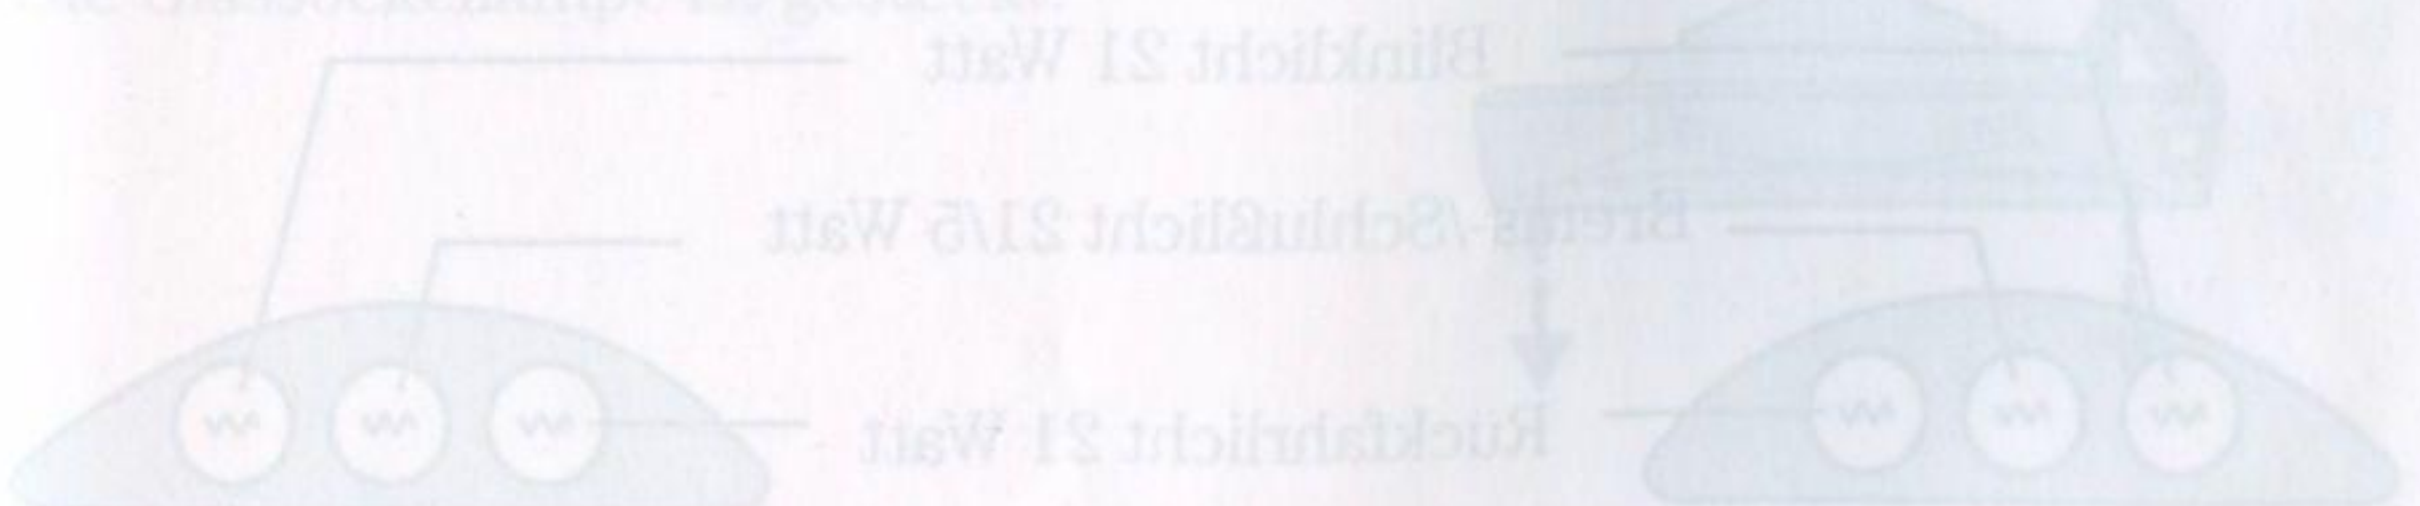 Blinklicht 21 Watt
Brems-/Schlußlicht 21/5 Watt
Rückfahrlicht 21 Watt